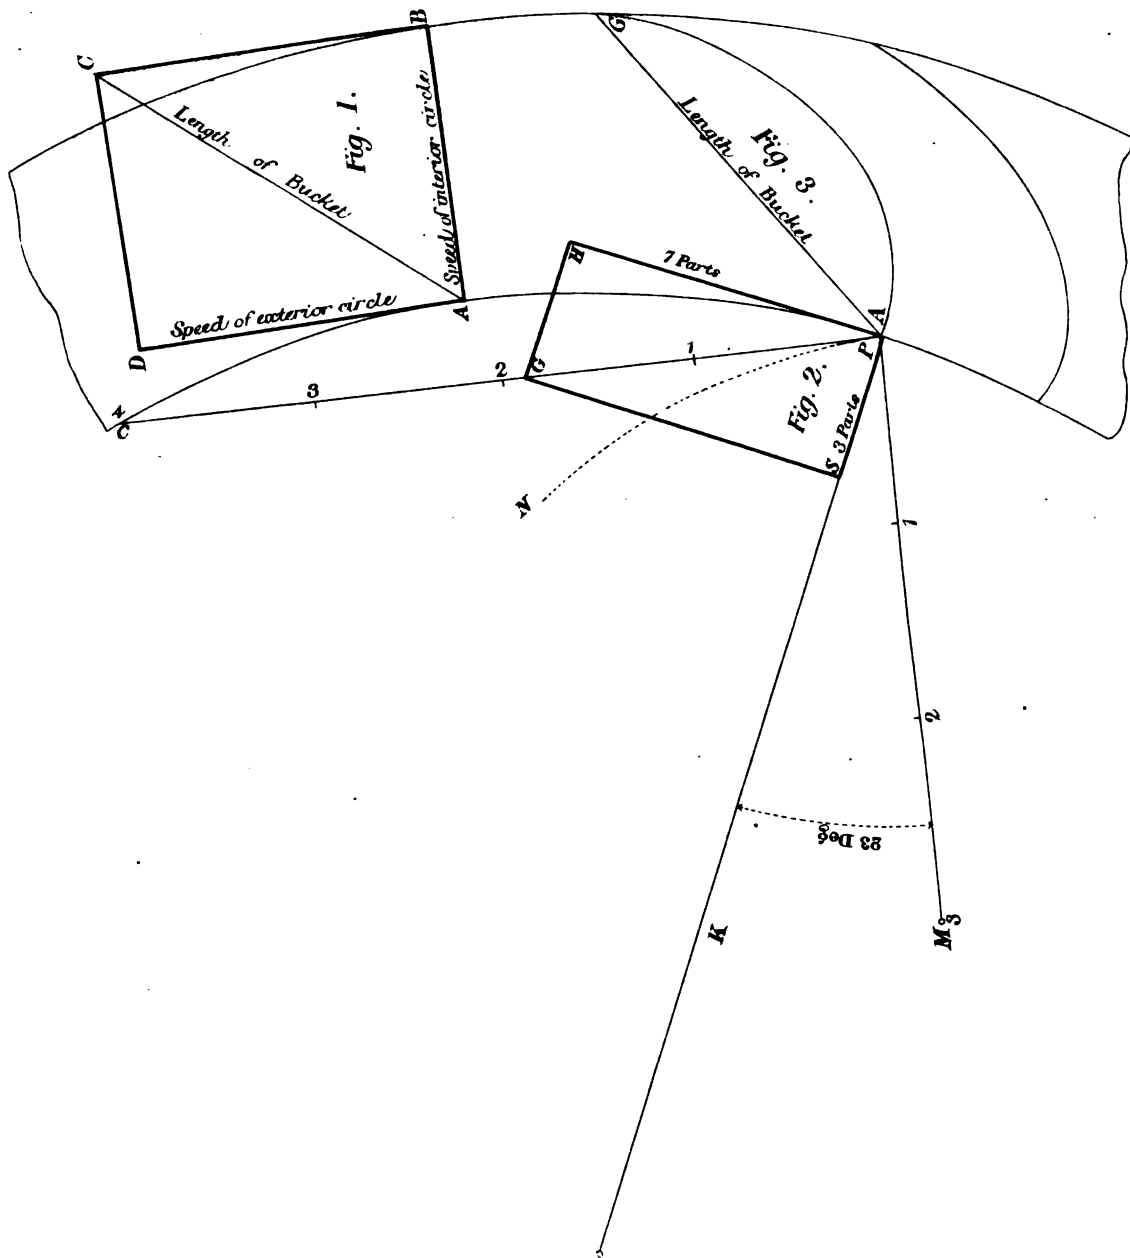 C
B
G
Length of Bucket
Fig. 1.
Speed of interior circle
Length of Bucket
Fig. 3.
D
Speed of exterior circle
A
H
7 Parts
A
P
4
C
3
2
G
1
Fig. 2.
S
3 Parts
N
1
2
23 Deg
K
M
3